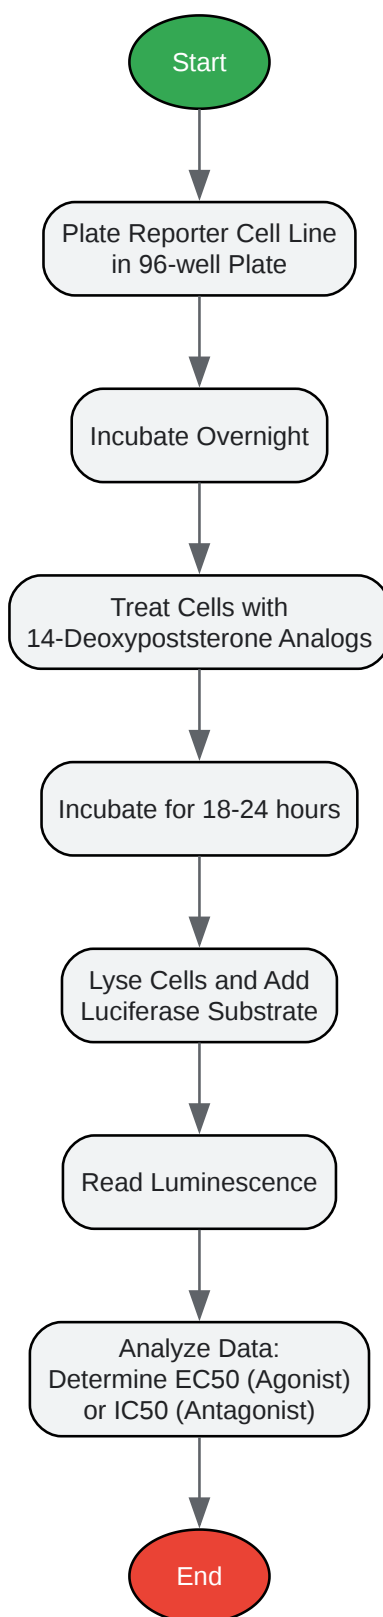 Start
Plate Reporter Cell Line
in 96-well Plate
Incubate Overnight
Treat Cells with
14-Deoxypoststerone Analogs
Incubate for 18-24 hours
Lyse Cells and Add
Luciferase Substrate
Read Luminescence
Analyze Data:
Determine EC50 (Agonist)
or IC50 (Antagonist)
End